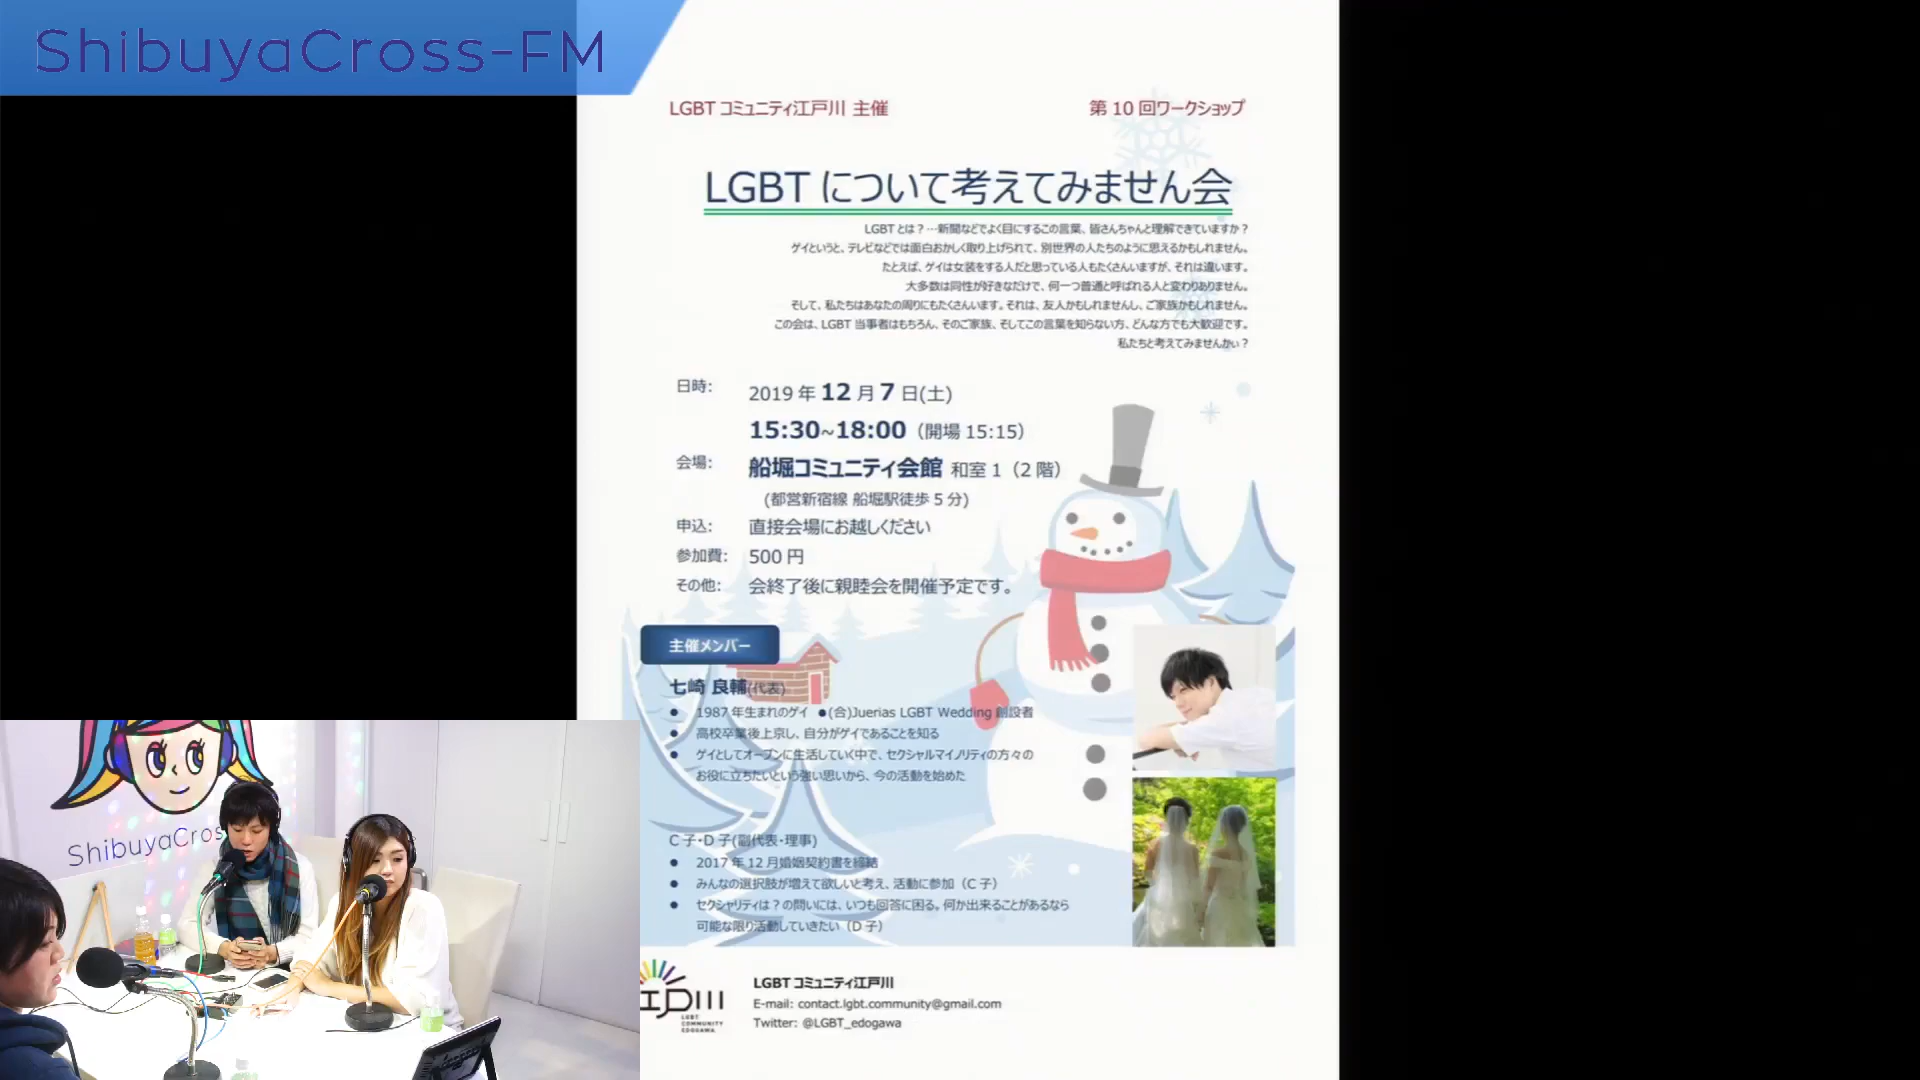 ShibuyaCross-FM
LGBT コミュニティ江戸川 主催
第 10 回ワークショップ
LGBT について考えてみません会
LGBT とは？…新聞などでよく目にするこの言葉、皆さんちゃんと理解できていますか？
ゲイというと、テレビなどでは面白おかしく取り上げられて、別世界の人たちのように思えるかもしれません。
たとえば、ゲイは女装をする人だと思っている人もたくさんいますが、それは違います。
大多数は同性が好きなだけで、何一つ普通と呼ばれる人と変わりありません。
そして、私たちはあなたの周りにもたくさんいます。それは、友人かもしれませんし、ご家族かもしれません。
この会は、LGBT 当事者はもちろん、そのご家族、そしてこの言葉を知らない方、どんな方でも大歓迎です。
私たちと考えてみませんかい？
日時: 2019 年 12 月 7 日(土)
15:30~18:00（開場 15:15）
会場: 船堀コミュニティ会館 和室 1（2 階）
(都営新宿線 船堀駅徒歩 5 分)
申込: 直接会場にお越しください
参加費: 500 円
その他: 会終了後に親睦会を開催予定です。
主催メンバー
七崎 良輔(代表)
● 1987 年生まれのゲイ ●(合)Juerias LGBT Wedding 創設者
● 高校卒業後上京し、自分がゲイであることを知る
● ゲイとしてオープンに生活していく中で、セクシャルマイノリティの方々の
お役に立ちたいという強い思いから、今の活動を始めた
C 子・D 子(副代表・理事)
● 2017 年 12 月婚姻契約書を締結
● みんなの選択肢が増えて欲しいと考え、活動に参加（C 子）
● セクシャリティは？の問いには、いつも回答に困る。何か出来ることがあるなら
可能な限り活動していきたい（D 子）
江戸川
LGBT
COMMUNITY
EDOGAWA
LGBT コミュニティ江戸川
E-mail: contact.lgbt.community@gmail.com
Twitter: @LGBT_edogawa
ShibuyaCros